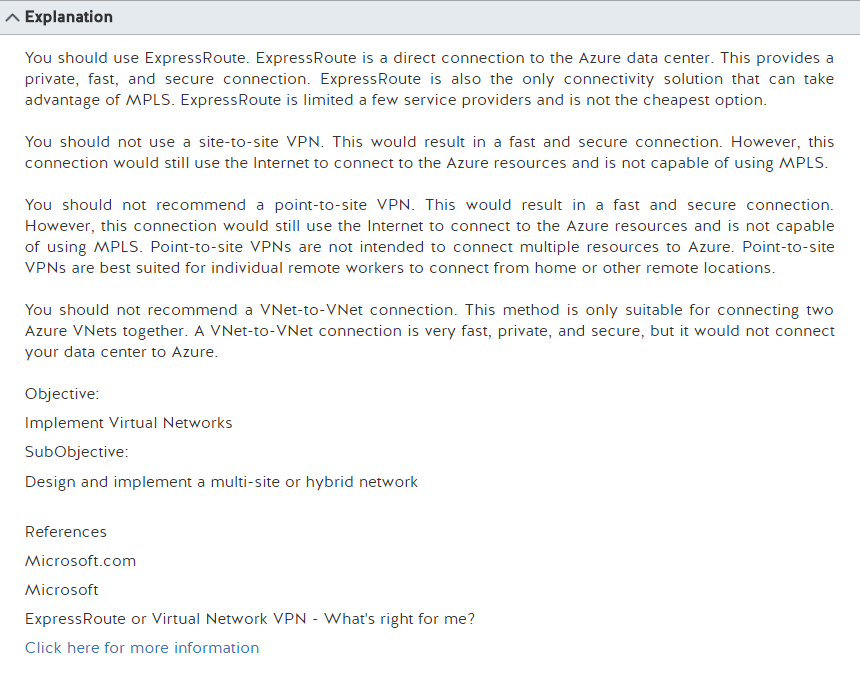 Explanation
You should use ExpressRoute. ExpressRoute is a direct connection to the Azure data center. This provides a
private, fast, and secure connection. ExpressRoute is also the only connectivity solution that can take
advantage of MPLS. ExpressRoute is limited a few service providers and is not the cheapest option.
You should not use a site-to-site VPN. This would result in a fast and secure connection. However, this
connection would still use the Internet to connect to the Azure resources and is not capable of using MPLS.
You should not recommend a point-to-site VPN. This would result in a fast and secure connection.
However, this connection would still use the Internet to connect to the Azure resources and is not capable
of using MPLS. Point-to-site VPNs are not intended to connect multiple resources to Azure. Point-to-site
VPNs are best suited for individual remote workers to connect from home or other remote locations.
You should not recommend a VNet-to-VNet connection. This method is only suitable for connecting two
Azure VNets together. A VNet-to-VNet connection is very fast, private, and secure, but it would not connect
your data center to Azure.
Objective:
Implement Virtual Networks
SubObjective:
Design and implement a multi-site or hybrid network
References
Microsoft.com
Microsoft
ExpressRoute or Virtual Network VPN - What's right for me?
Click here for more information